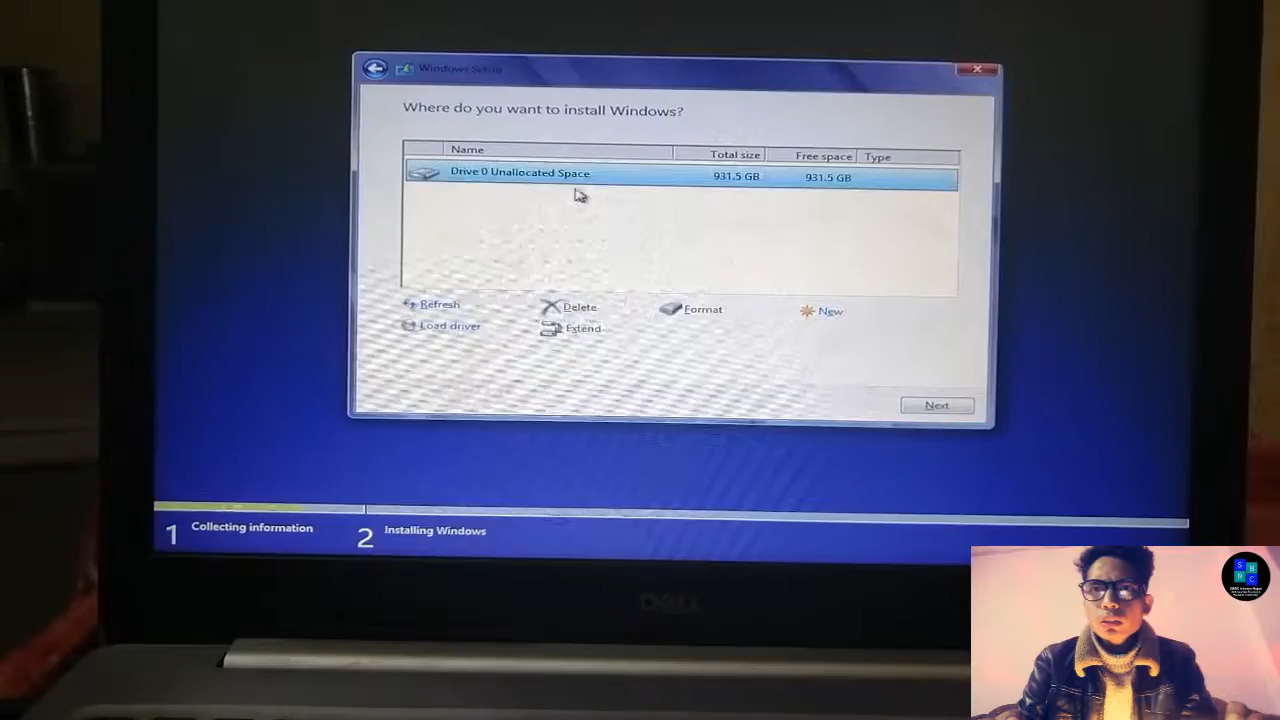 Windows Setup
Where do you want to install Windows?
Name Total size Free space Type
Drive 0 Unallocated Space 931.5 GB 931.5 GB
Refresh Delete Format New
Load driver Extend
Next
1 Collecting information 2 Installing Windows
DELL
S B
R C